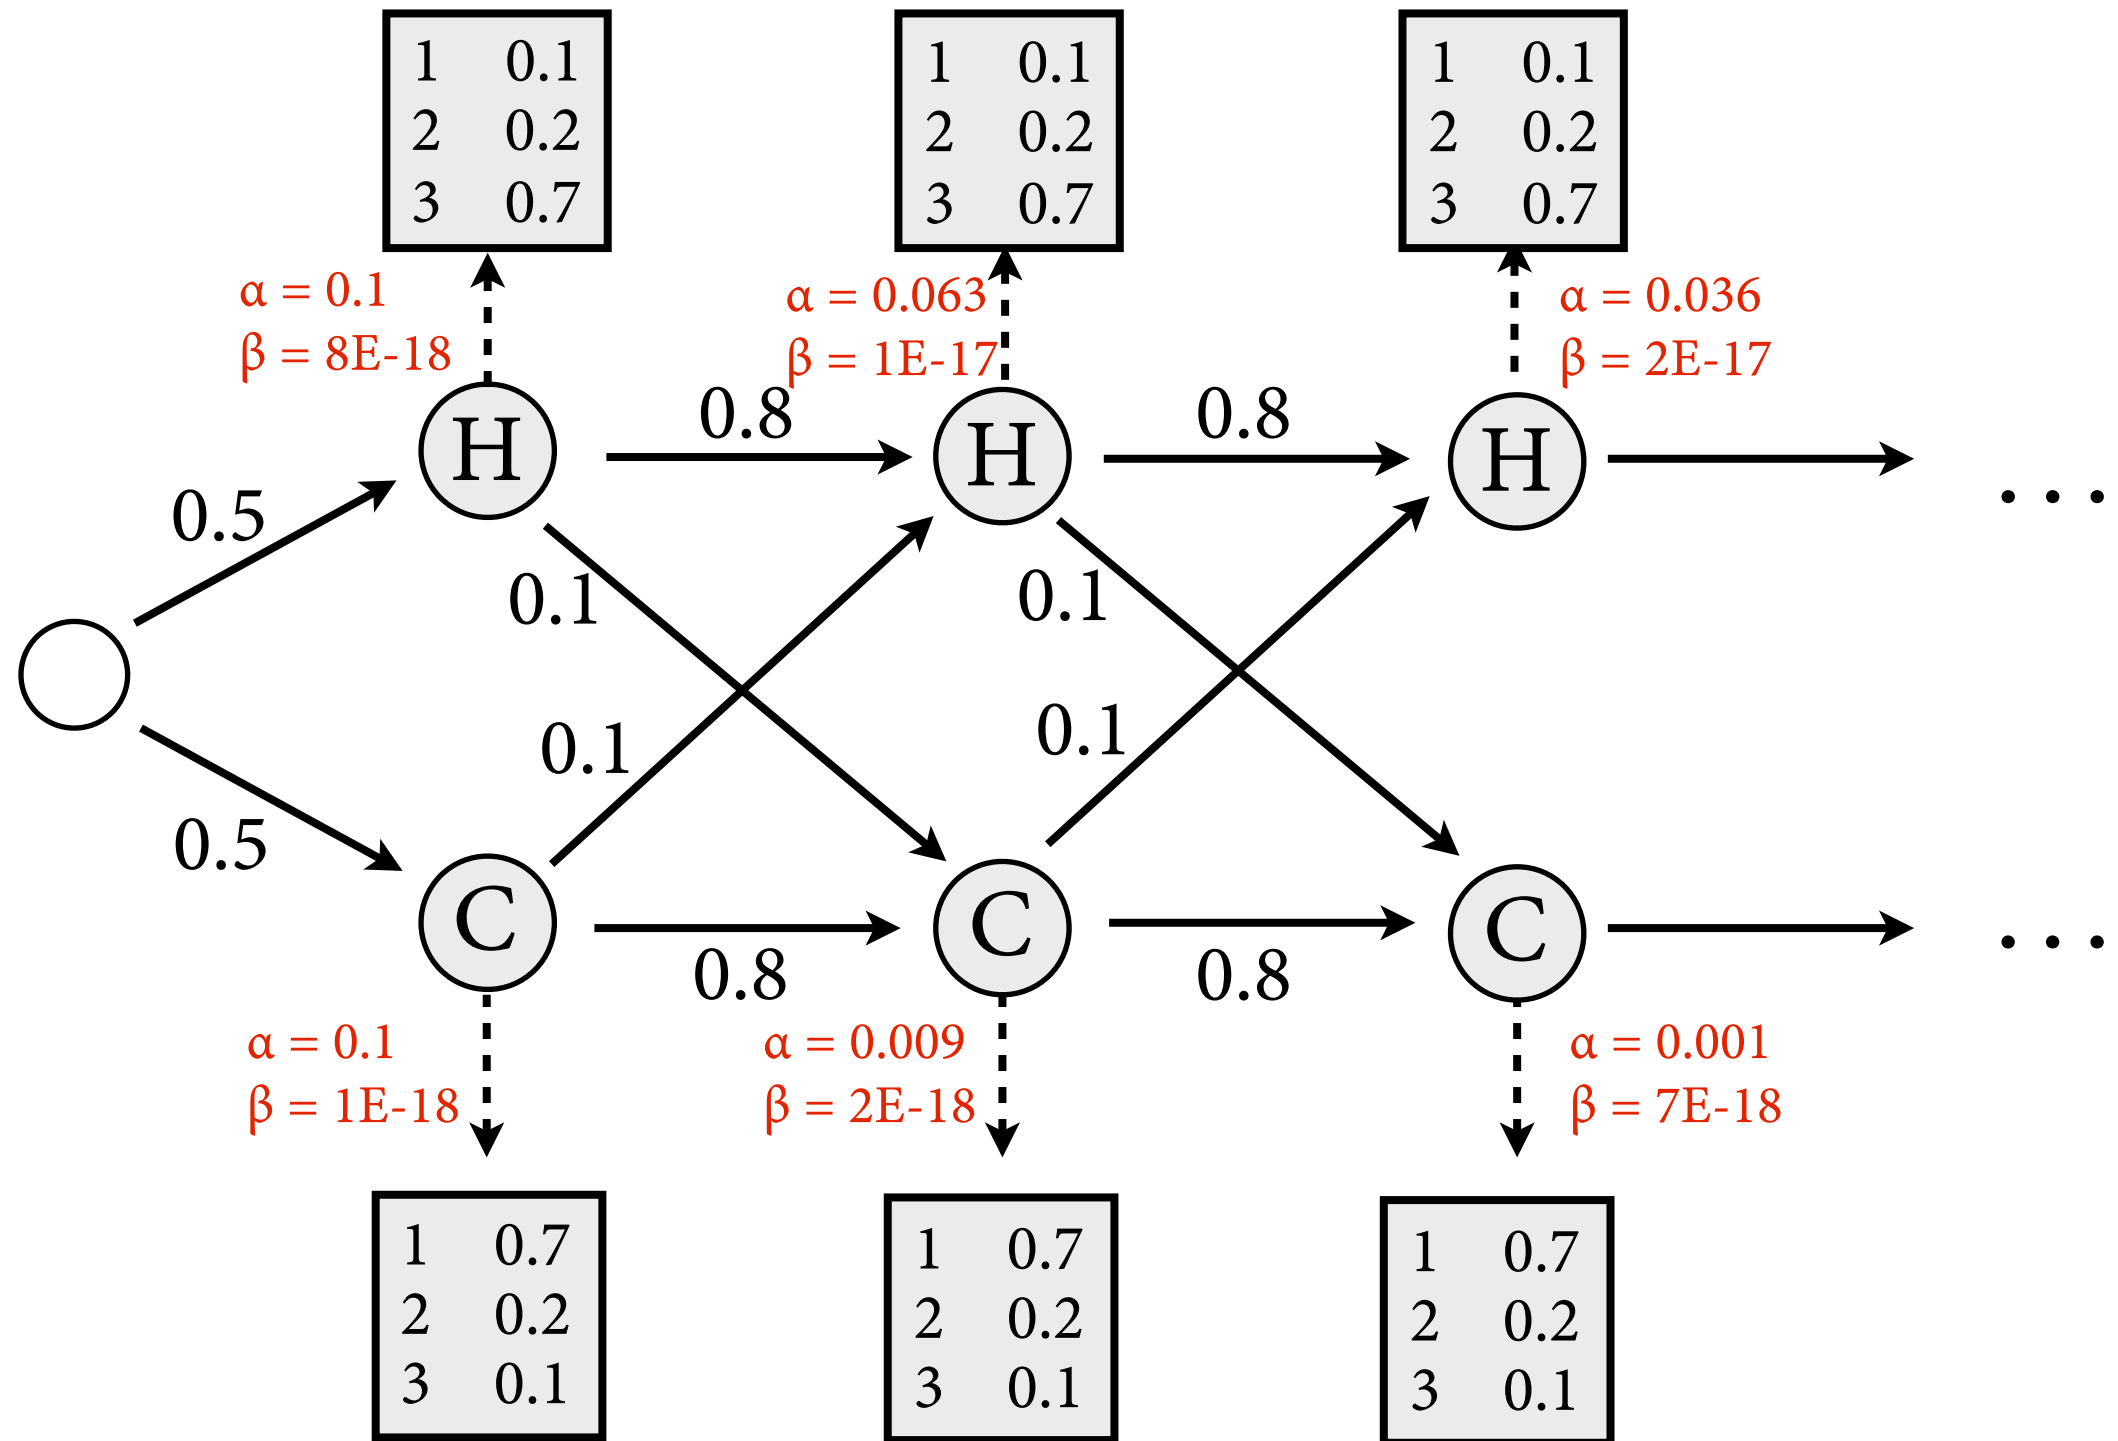 1 0.1
2 0.2
3 0.7
1 0.1
2 0.2
3 0.7
1 0.1
2 0.2
3 0.7
α = 0.1
β = 8E-18
α = 0.063
β = 1E-17
α = 0.036
β = 2E-17
H
0.8
H
0.8
H
...
0.5
0.1
0.1
0.1
0.1
0.5
C
0.8
C
0.8
C
...
α = 0.1
β = 1E-18
α = 0.009
β = 2E-18
α = 0.001
β = 7E-18
1 0.7
2 0.2
3 0.1
1 0.7
2 0.2
3 0.1
1 0.7
2 0.2
3 0.1